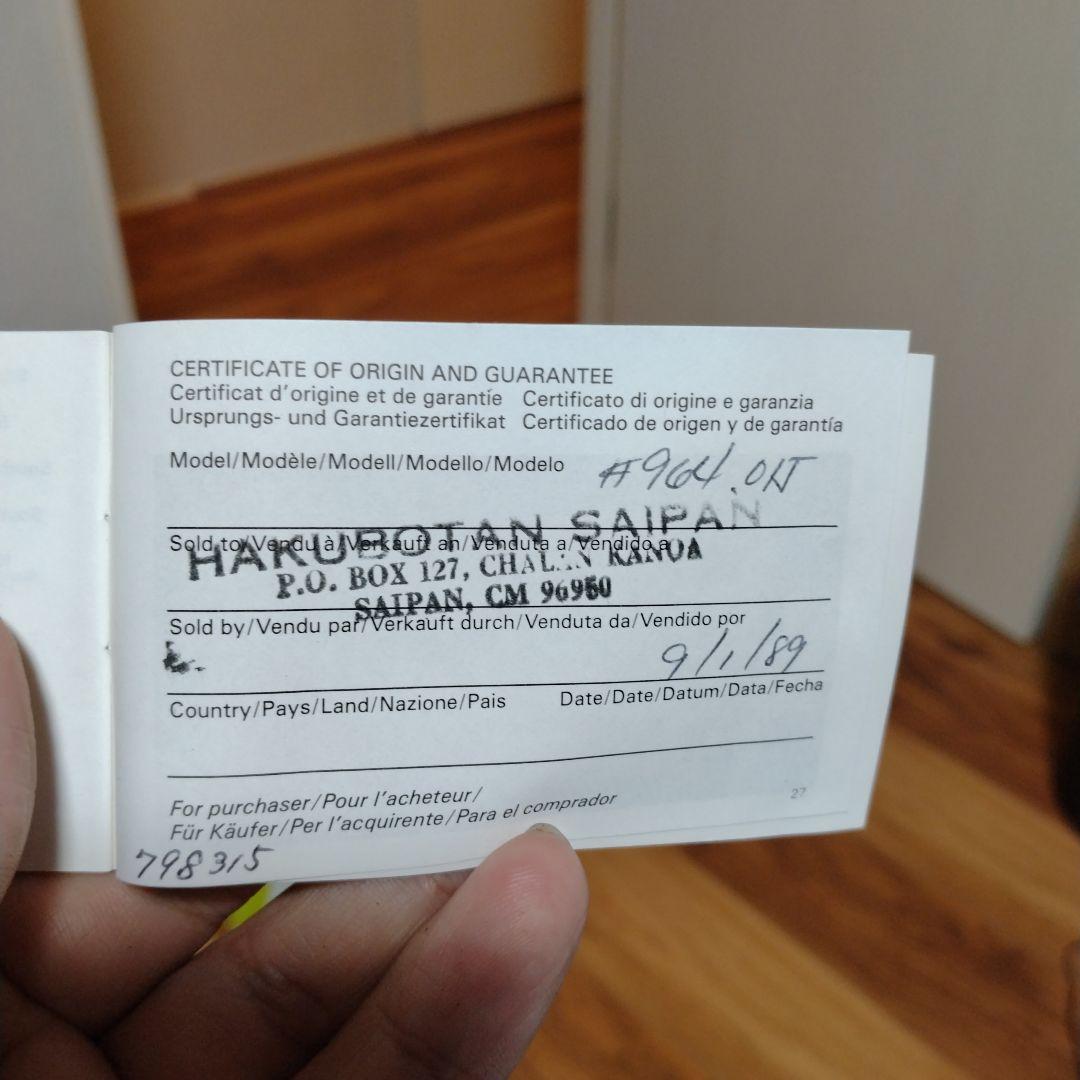 CERTIFICATE OF ORIGIN AND GUARANTEE
Certificat d'origine et de garantie Certificato di origine e garanzia
Ursprungs- und Garantiezertifikat Certificado de origen y de garantía
Model/Modèle/Modell/Modello/Modelo
#964.
HAKUBOTAN SAIPAN
Sold to/Vendu à/Verkauft an/Venduta a/Vendido a
P.O. BOX 127, CHALAN KANOA
SAIPAN, CM 96950
Sold by/Vendu par/Verkauft durch/Venduta da/Vendido por
9/1/89
Country/Pays/Land/Nazione/Pais Date/Date/Datum/Data/Fecha
For purchaser/Pour l'acheteur/
Für Käufer/Per l'acquirente/Para el comprador
27
798315